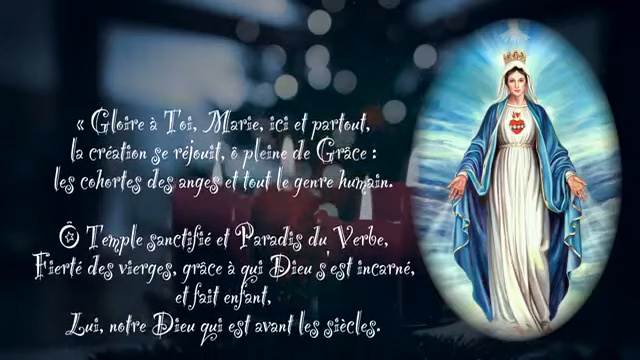 « Gloire à Toi, Marie, ici et partout,
la création se réjouit, ô pleine de Grâce :
les cohortes des anges et tout le genre humain.
Ô Temple sanctifié et Paradis du Verbe,
Fierté des vierges, grâce à qui Dieu s'est incarné,
et fait enfant,
Lui, notre Dieu qui est avant les siècles.